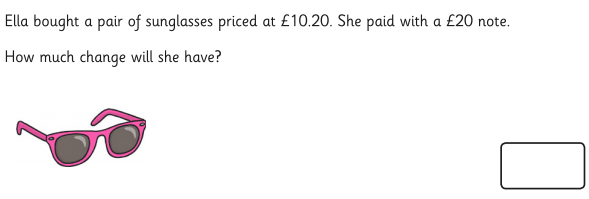 Ella bought a pair of sunglasses priced at £10.20. She paid with a £20 note.
How much change will she have?